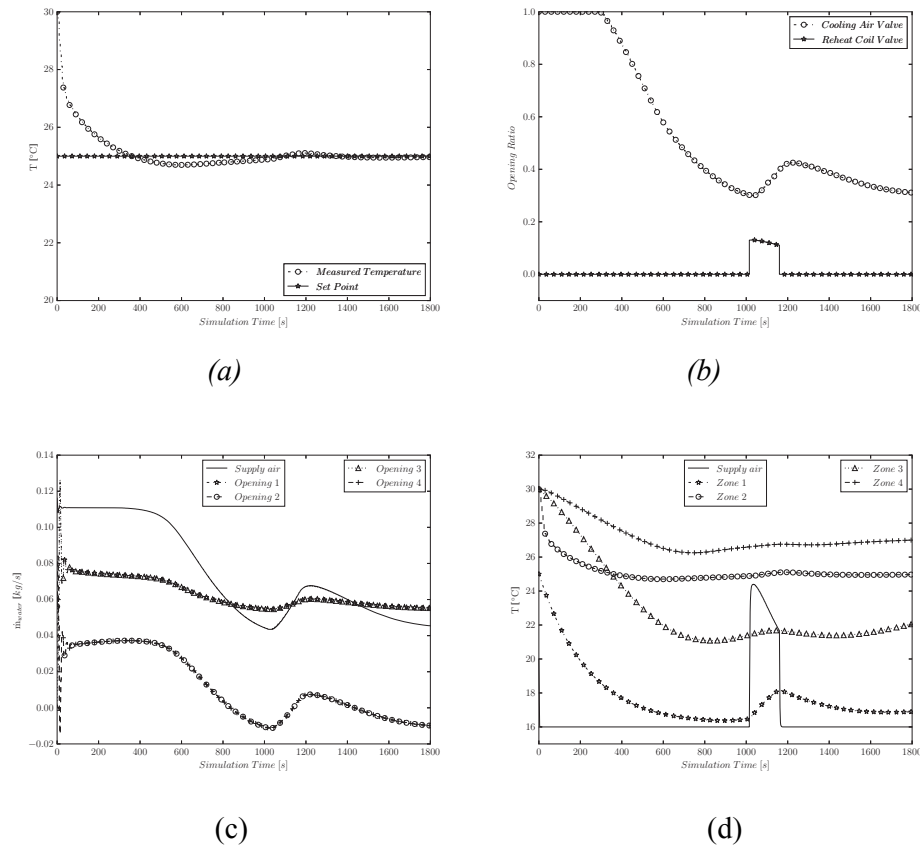 30
28
26
24
22
20
T [°C]
0 200 400 600 800 1000 1200 1400 1600 1800
Simulation Time [s]
Measured Temperature
Set Point
(a)
1.0
0.8
0.6
0.4
0.2
0.0
Opening Ratio
0 200 400 600 800 1000 1200 1400 1600 1800
Simulation Time [s]
Cooling Air Valve
Reheat Coil Valve
(b)
0.14
0.12
0.10
0.08
0.06
0.04
0.02
0.00
−0.02
ṁwater [kg/s]
0 200 400 600 800 1000 1200 1400 1600 1800
Simulation Time [s]
Supply air
Opening 1
Opening 2
Opening 3
Opening 4
(c)
32
30
28
26
24
22
20
18
16
14
T [°C]
0 200 400 600 800 1000 1200 1400 1600 1800
Simulation Time [s]
Supply air
Zone 1
Zone 2
Zone 3
Zone 4
(d)